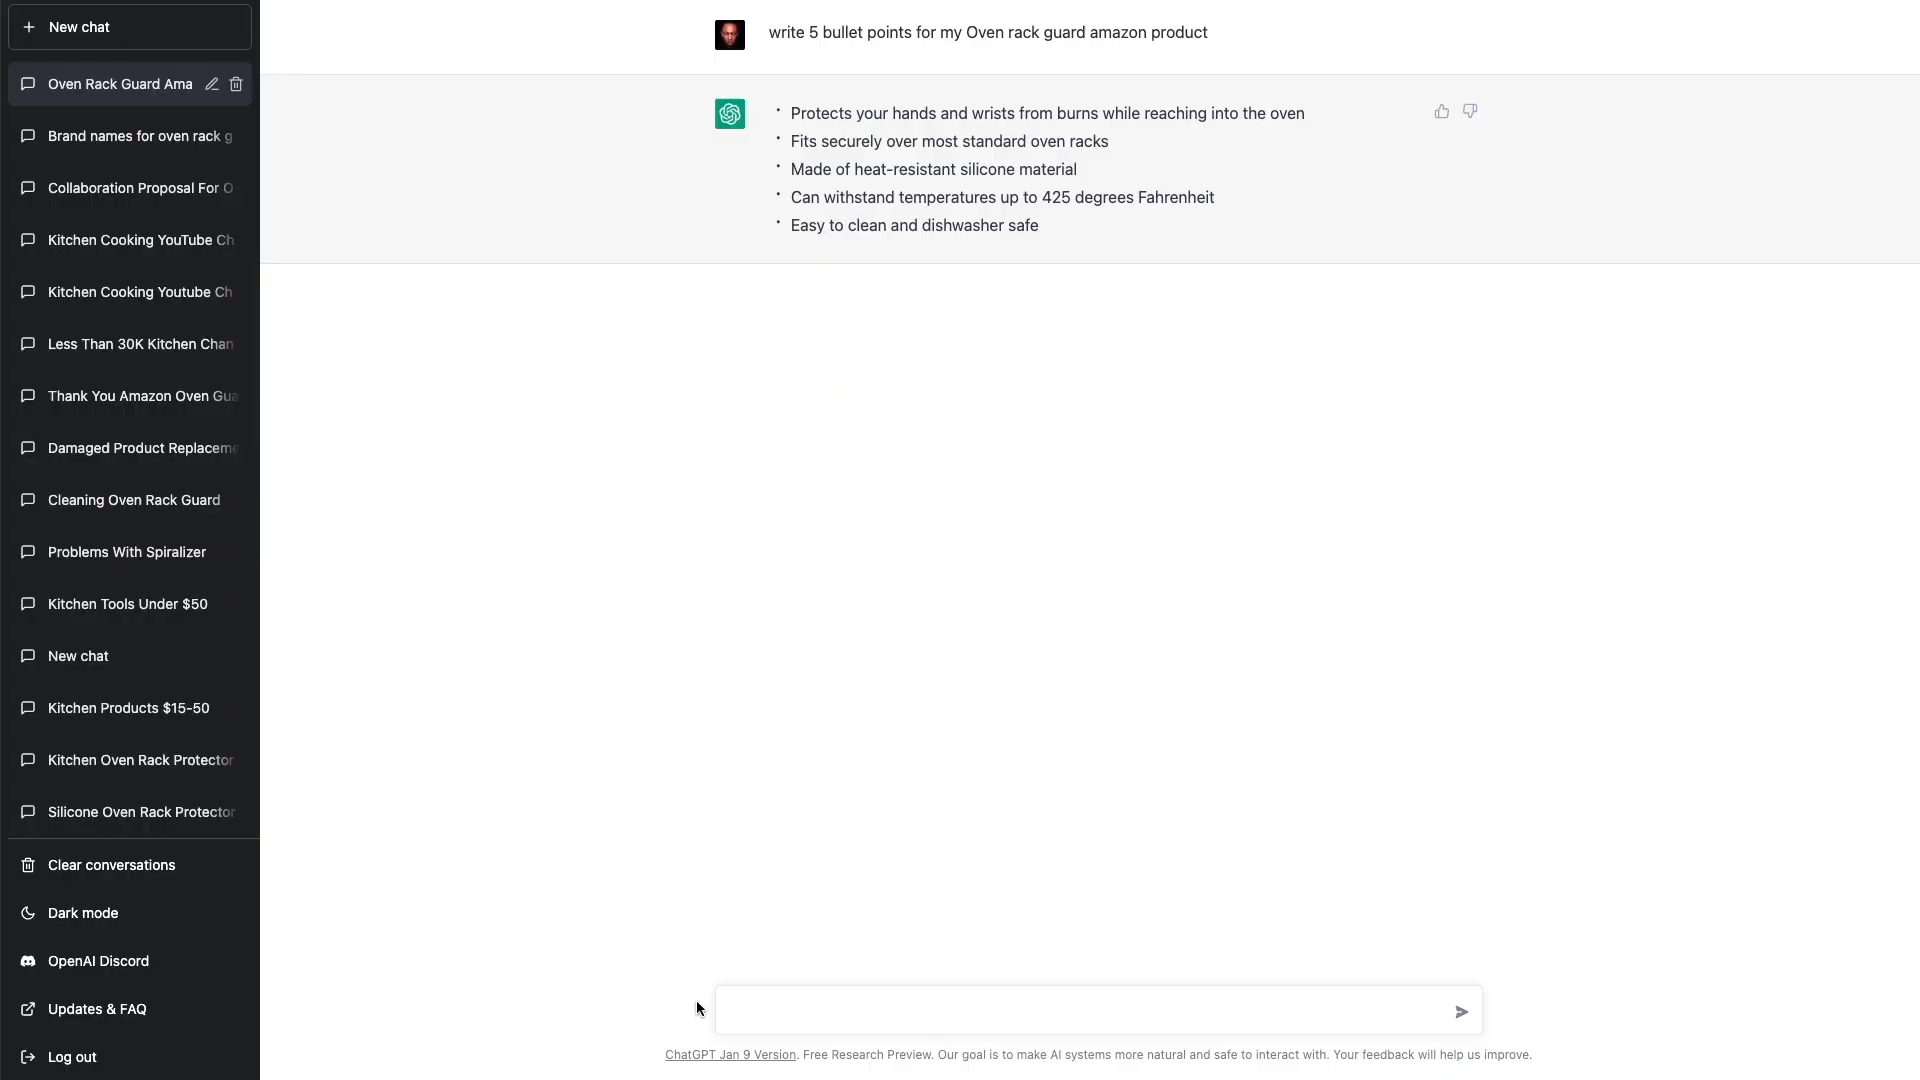 New chat
Oven Rack Guard Ama
Brand names for oven rack g
Collaboration Proposal For O
Kitchen Cooking YouTube Ch
Kitchen Cooking Youtube Ch
Less Than 30K Kitchen Chan
Thank You Amazon Oven Gua
Damaged Product Replaceme
Cleaning Oven Rack Guard
Problems With Spiralizer
Kitchen Tools Under $50
New chat
Kitchen Products $15-50
Kitchen Oven Rack Protector
Silicone Oven Rack Protector
Clear conversations
Dark mode
OpenAI Discord
Updates & FAQ
Log out
write 5 bullet points for my Oven rack guard amazon product
• Protects your hands and wrists from burns while reaching into the oven
• Fits securely over most standard oven racks
• Made of heat-resistant silicone material
• Can withstand temperatures up to 425 degrees Fahrenheit
• Easy to clean and dishwasher safe
ChatGPT Jan 9 Version. Free Research Preview. Our goal is to make AI systems more natural and safe to interact with. Your feedback will help us improve.